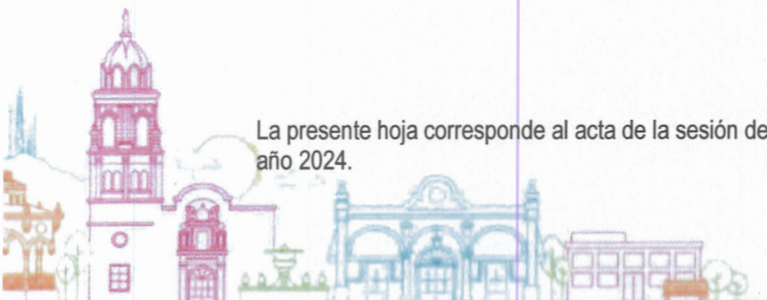 La presente hoja corresponde al acta de la sesión de
año 2024.